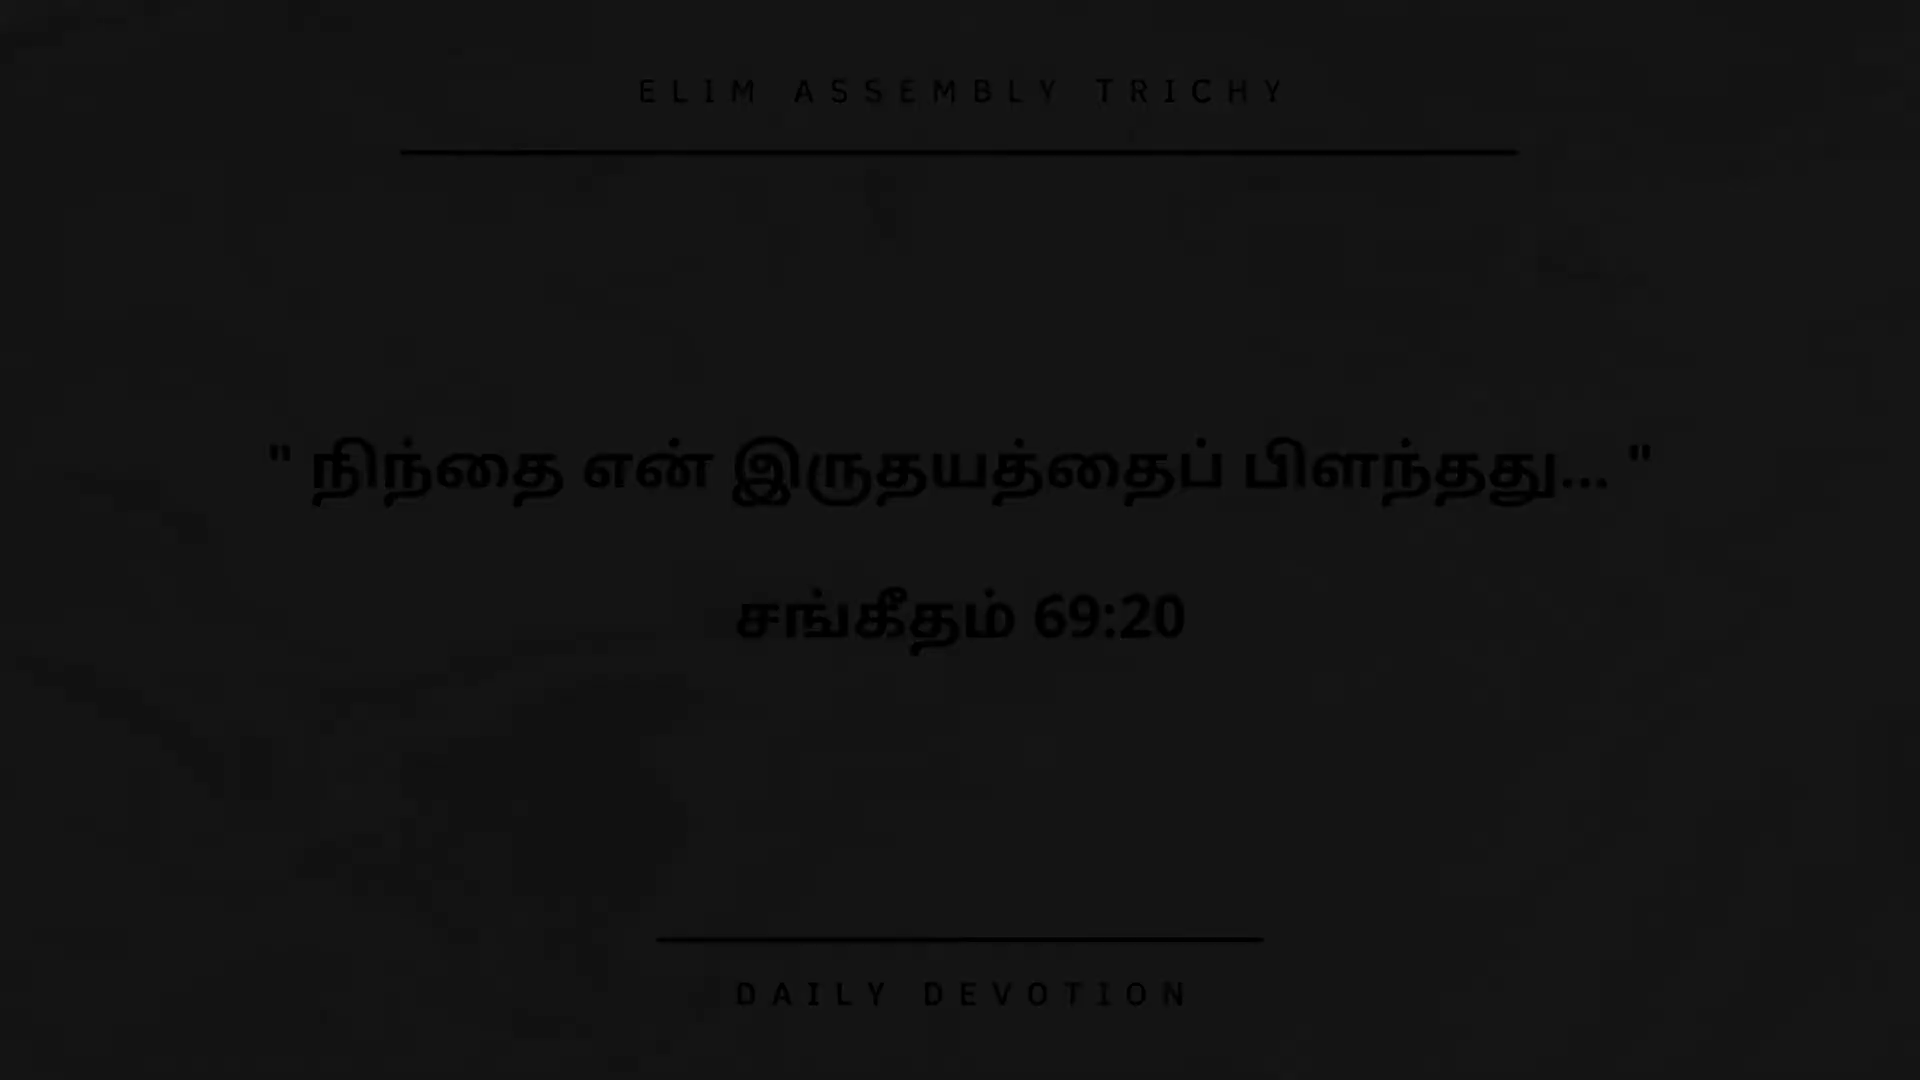 ELIM ASSEMBLY TRICHY
" நிந்தை என் இருதயத்தைப் பிளந்தது... "
சங்கீதம் 69:20
DAILY DEVOTION